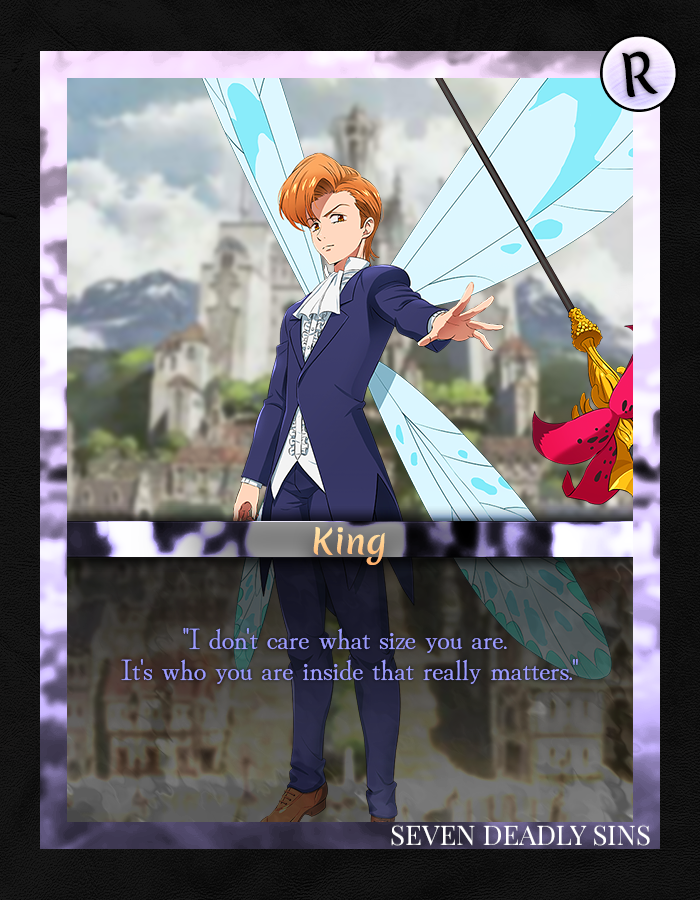 R
King
"I don't care what size you are.
It's who you are inside that really matters."
SEVEN DEADLY SINS